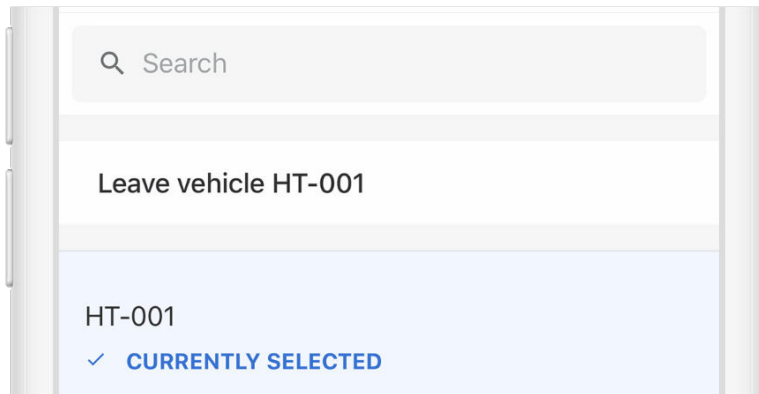 Search
Leave vehicle HT-001
HT-001
CURRENTLY SELECTED